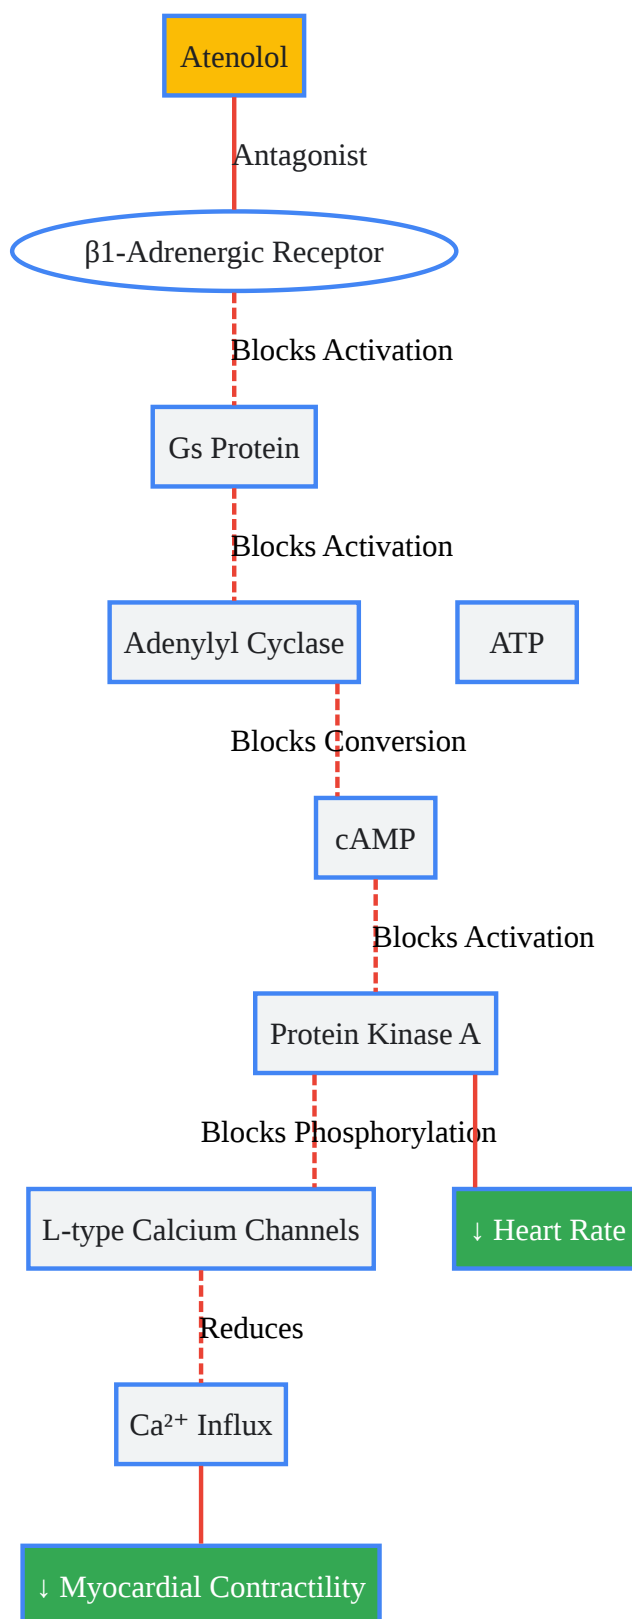 Atenolol
Antagonist
β1-Adrenergic Receptor
Blocks Activation
Gs Protein
Blocks Activation
Adenylyl Cyclase
ATP
Blocks Conversion
cAMP
Blocks Activation
Protein Kinase A
Blocks Phosphorylation
L-type Calcium Channels
↓ Heart Rate
Reduces
Ca²⁺ Influx
↓ Myocardial Contractility